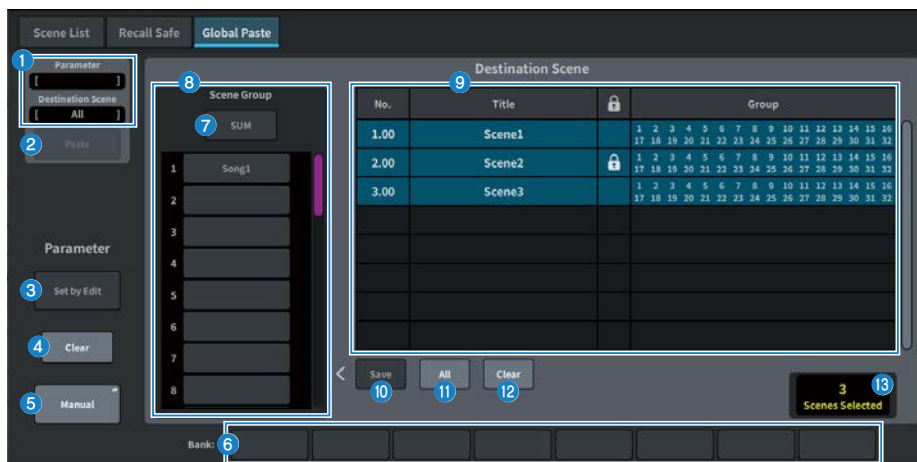 Scene List Recall Safe Global Paste
1
Parameter
[ ]
Destination Scene
[ All ]
2 Paste
Parameter
3 Set by Edit
4 Clear
5 Manual
8
Scene Group
7 SUM
1 Song1
2
3
4
5
6
7
8
Destination Scene
9
No. Title Group
1.00 Scene1 1 2 3 4 5 6 7 8 9 10 11 12 13 14 15 16
17 18 19 20 21 22 23 24 25 26 27 28 29 30 31 32
2.00 Scene2 1 2 3 4 5 6 7 8 9 10 11 12 13 14 15 16
17 18 19 20 21 22 23 24 25 26 27 28 29 30 31 32
3.00 Scene3 1 2 3 4 5 6 7 8 9 10 11 12 13 14 15 16
17 18 19 20 21 22 23 24 25 26 27 28 29 30 31 32
< Save All Clear
10 11 12
3 13
Scenes Selected
Bank: 6